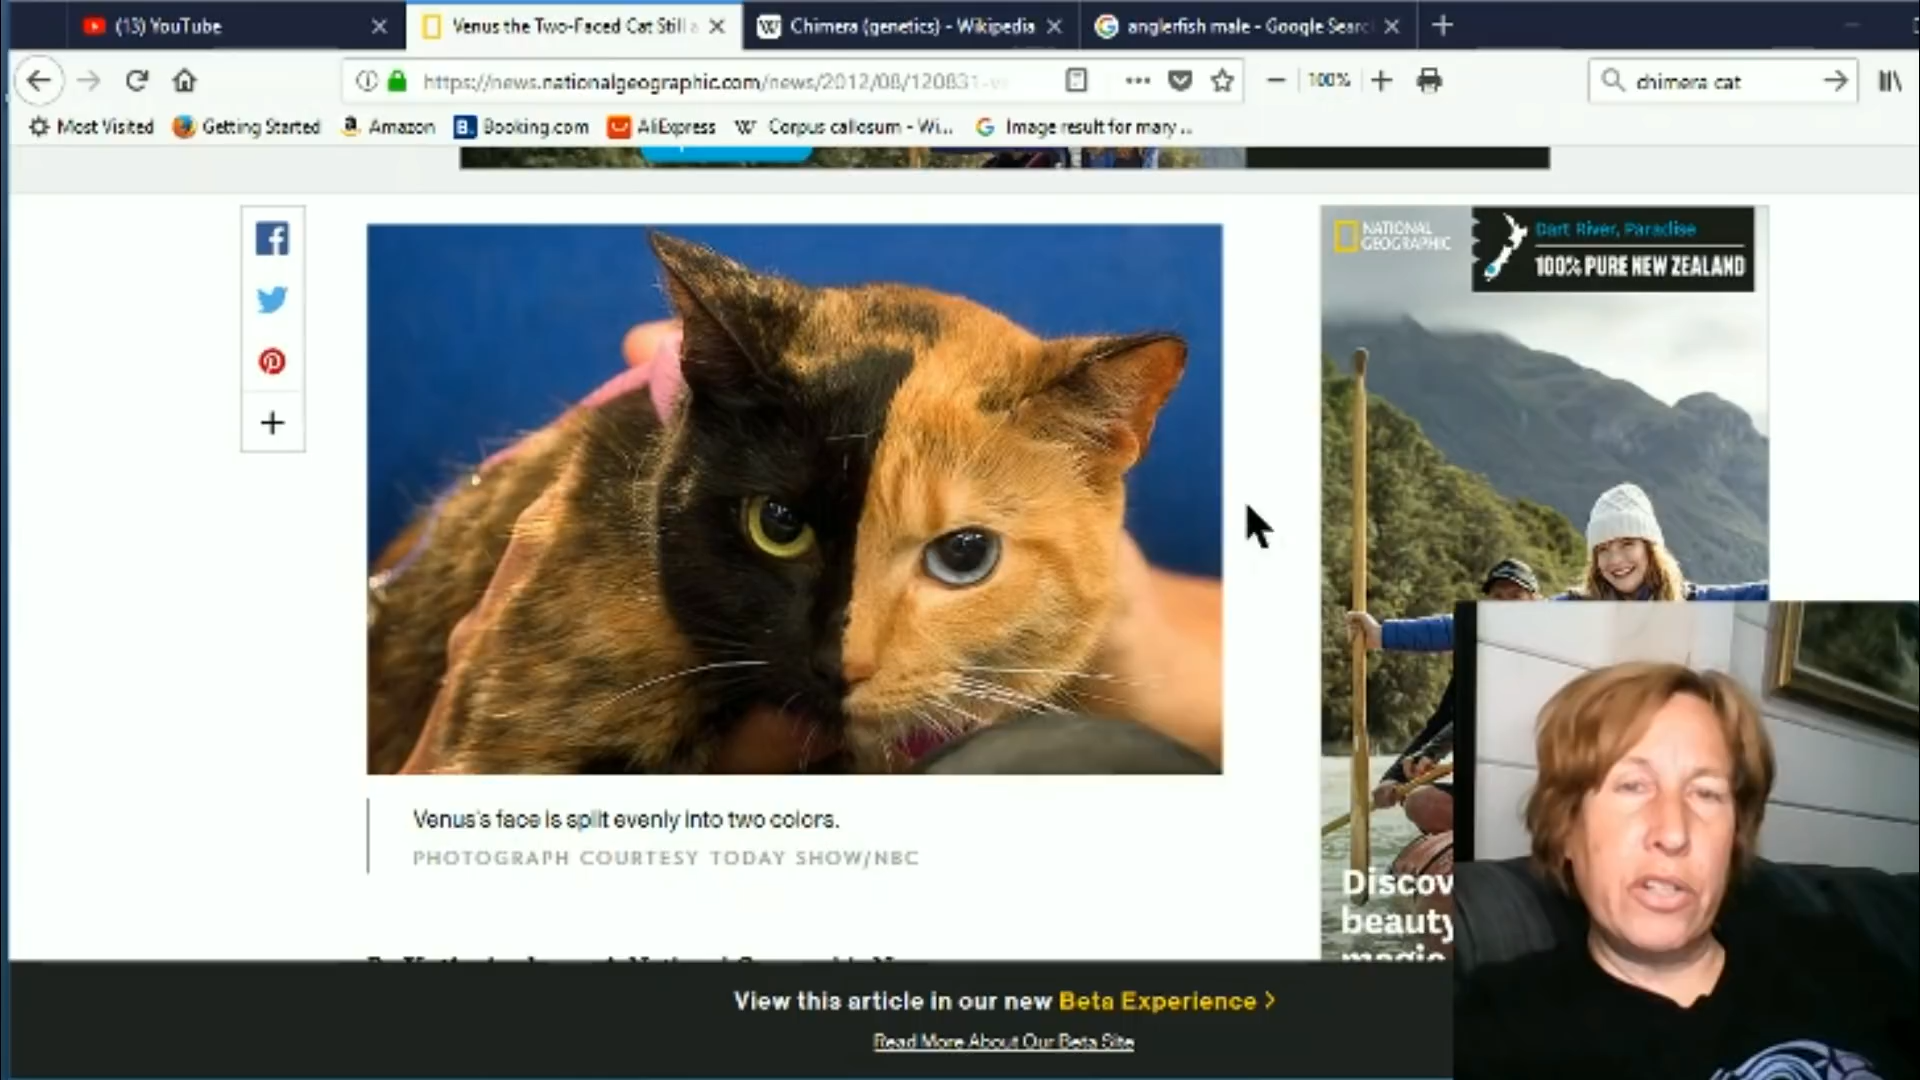 (13) YouTube
Venus the Two-Faced Cat Still a
Chimera (genetics) - Wikipedia
anglerfish male - Google Searc
https://news.nationalgeographic.com/news/2012/08/120831-v
100%
chimera cat
Most Visited
Getting Started
Amazon
B. Booking.com
AliExpress
W Corpus callosum - Wi...
G Image result for mary ...
NATIONAL
GEOGRAPHIC
Dart River, Paradise
100% PURE NEW ZEALAND
Venus's face is split evenly into two colors.
PHOTOGRAPH COURTESY TODAY SHOW/NBC
Discov
beauty
magic
View this article in our new Beta Experience >
Read More About Our Beta Site